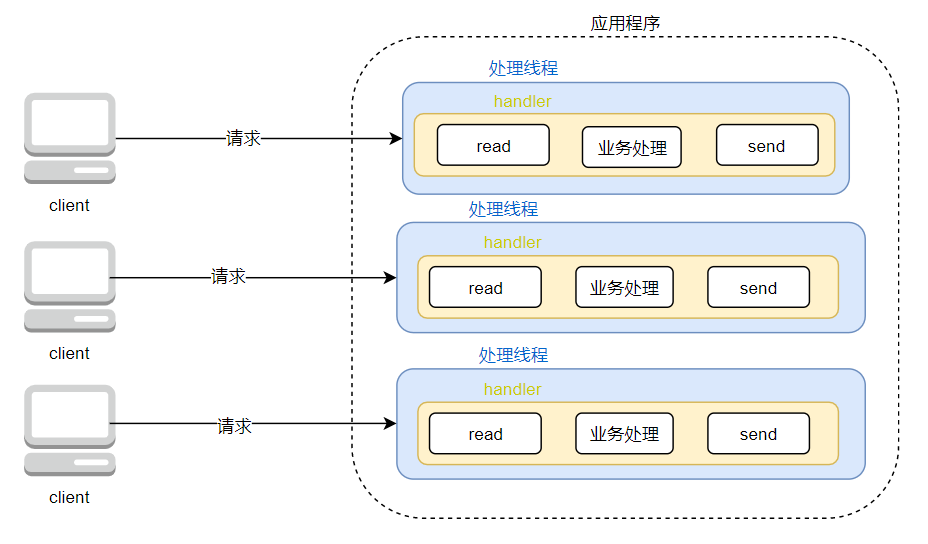 应用程序
处理线程
handler
read
业务处理
send
请求
client
处理线程
handler
read
业务处理
send
请求
client
处理线程
handler
read
业务处理
send
请求
client